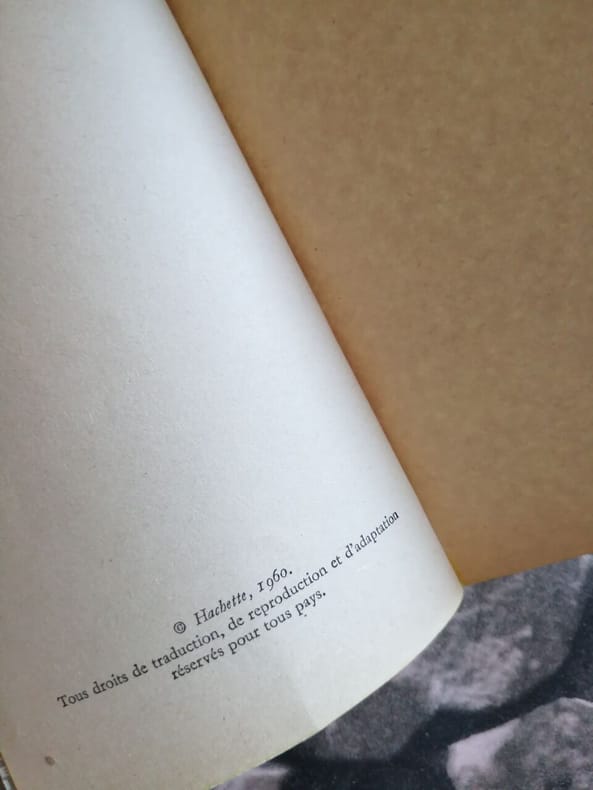 © Hachette, 1960.
Tous droits de traduction, de reproduction et d'adaptation
réservés pour tous pays.